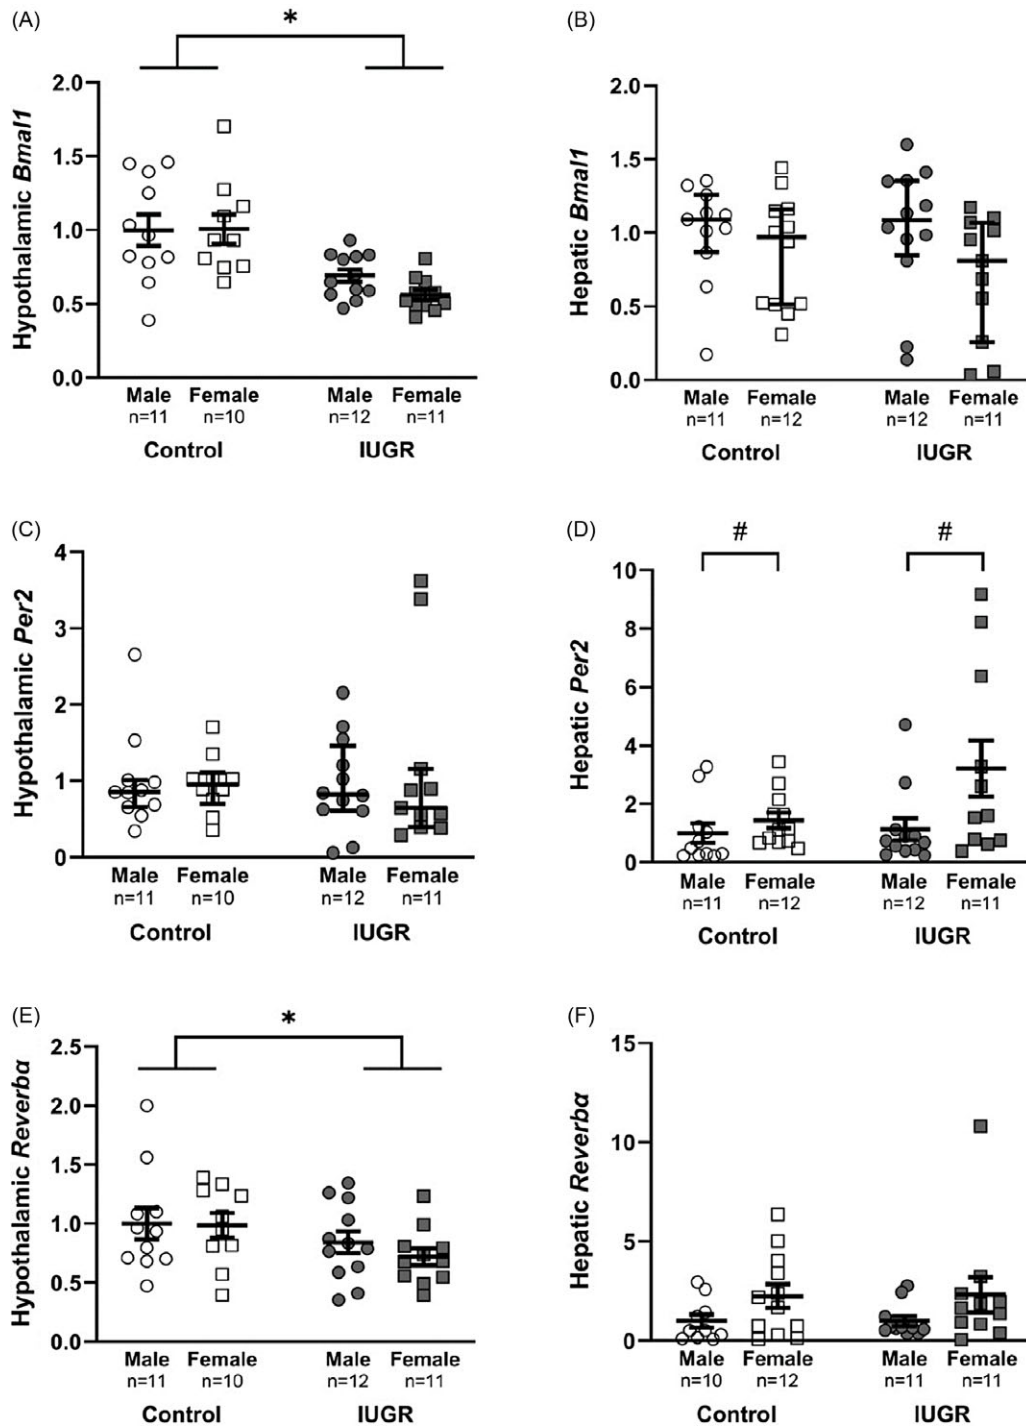 (A)
*
Hypothalamic Bmal1
2.0
1.5
1.0
0.5
0.0
Male Female Male Female
n=11 n=10 n=12 n=11
Control IUGR
(B)
Hepatic Bmal1
2.0
1.5
1.0
0.5
0.0
Male Female Male Female
n=11 n=12 n=12 n=11
Control IUGR
(C)
Hypothalamic Per2
4
3
2
1
0
Male Female Male Female
n=11 n=10 n=12 n=11
Control IUGR
(D)
# #
Hepatic Per2
10
8
6
4
2
0
Male Female Male Female
n=11 n=12 n=12 n=11
Control IUGR
(E)
*
Hypothalamic Reverbα
2.5
2.0
1.5
1.0
0.5
0.0
Male Female Male Female
n=11 n=10 n=12 n=11
Control IUGR
(F)
Hepatic Reverbα
15
10
5
0
Male Female Male Female
n=10 n=12 n=11 n=11
Control IUGR